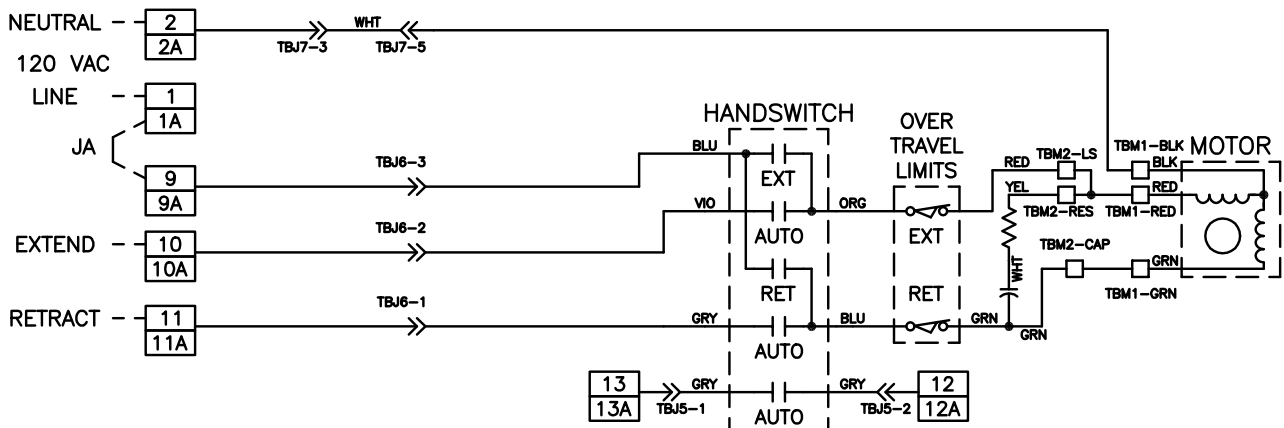 NEUTRAL
2
2A
WHT
TBJ7-3
TBJ7-5
120 VAC
LINE
1
1A
JA
9
9A
TBJ6-3
EXTEND
10
10A
TBJ6-2
RETRACT
11
11A
TBJ6-1
HANDSWITCH
BLU
EXT
VIO
AUTO
ORG
RET
GRY
AUTO
BLU
13
13A
TBJ5-1
GRY
AUTO
GRY
TBJ5-2
12
12A
OVER
TRAVEL
LIMITS
EXT
RET
RED
TBM2-LS
YEL
TBM2-RES
WHT
GRN
GRN
TBM2-CAP
TBM1-BLK
BLK
RED
TBM1-RED
GRN
TBM1-GRN
MOTOR